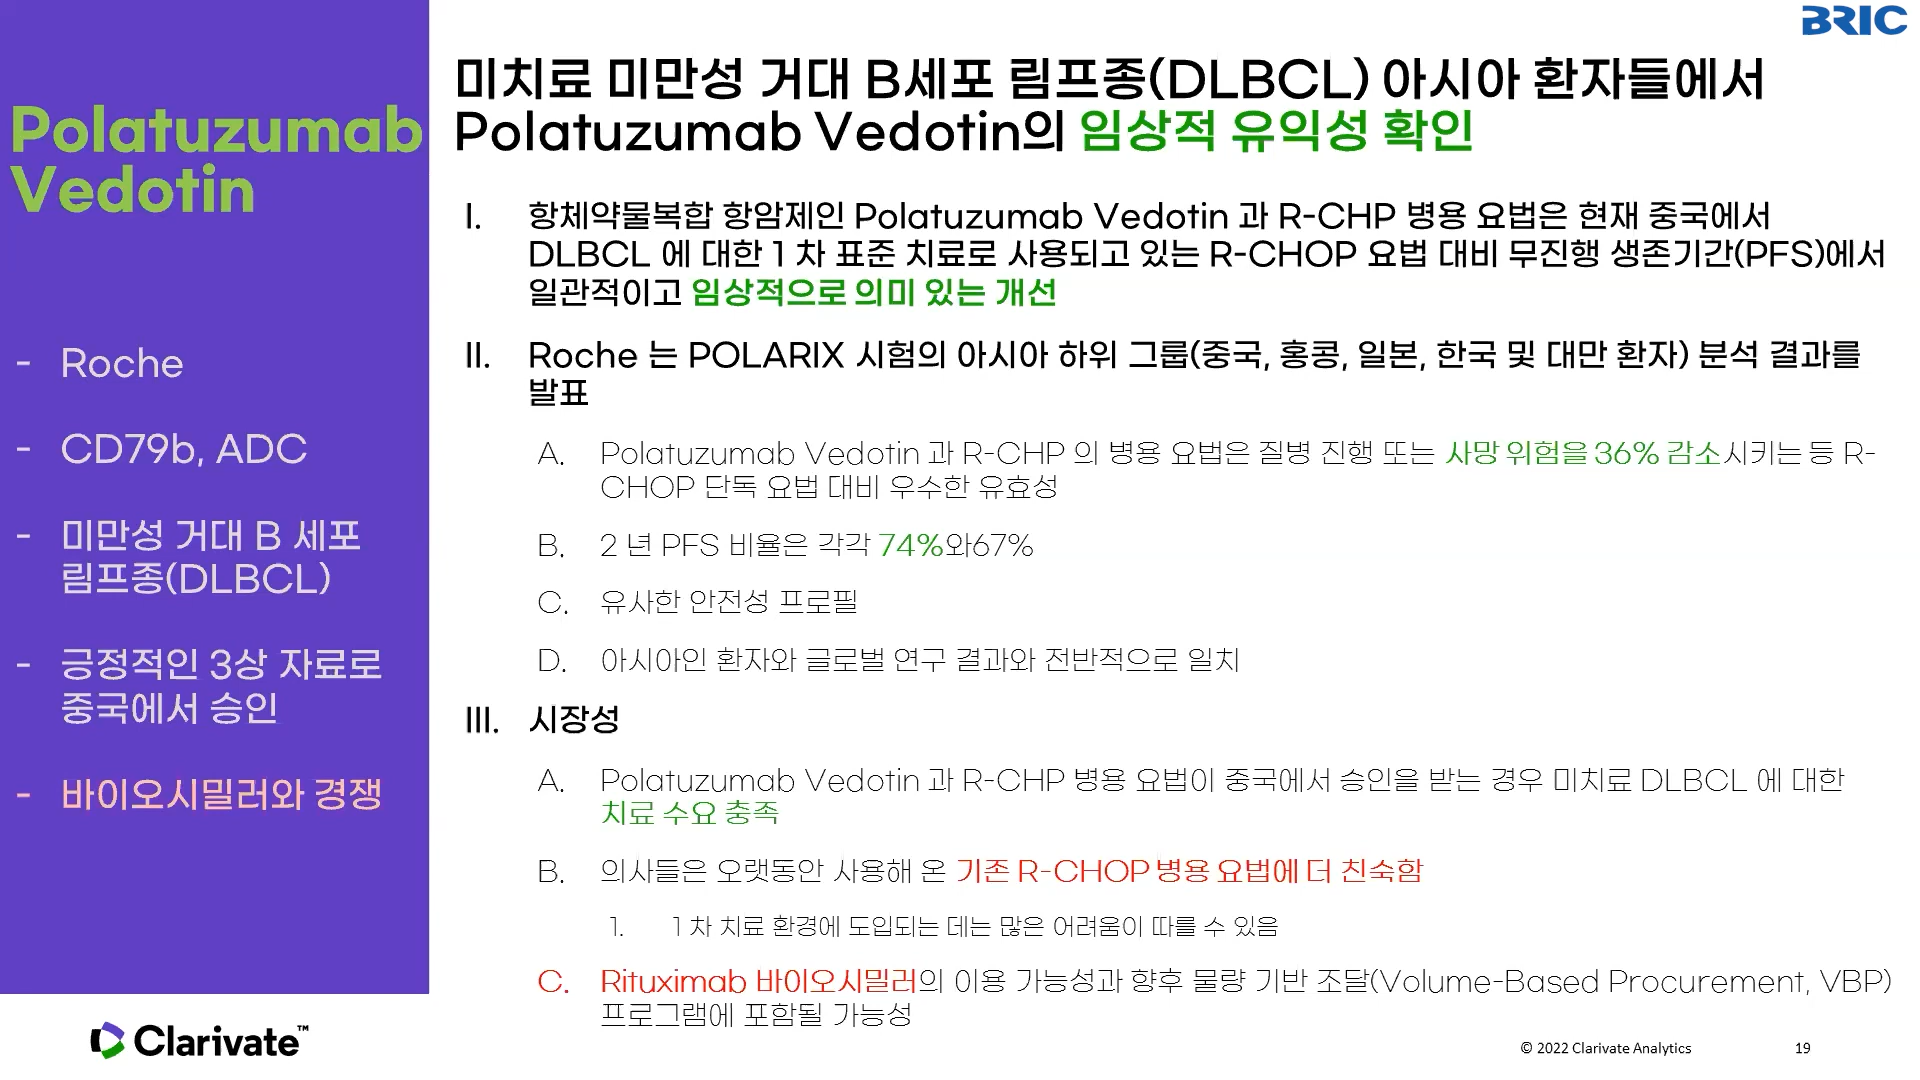 BRIC
Polatuzumab
Vedotin
- Roche
- CD79b, ADC
- 미만성 거대 B 세포
림프종(DLBCL)
- 긍정적인 3상 자료로
중국에서 승인
- 바이오시밀러와 경쟁
미치료 미만성 거대 B세포 림프종(DLBCL) 아시아 환자들에서
Polatuzumab Vedotin의 임상적 유익성 확인
I. 항체약물복합 항암제인 Polatuzumab Vedotin 과 R-CHP 병용 요법은 현재 중국에서
DLBCL 에 대한 1 차 표준 치료로 사용되고 있는 R-CHOP 요법 대비 무진행 생존기간(PFS)에서
일관적이고 임상적으로 의미 있는 개선
II. Roche 는 POLARIX 시험의 아시아 하위 그룹(중국, 홍콩, 일본, 한국 및 대만 환자) 분석 결과를
발표
A. Polatuzumab Vedotin 과 R-CHP 의 병용 요법은 질병 진행 또는 사망 위험을 36% 감소시키는 등 R-
CHOP 단독 요법 대비 우수한 유효성
B. 2 년 PFS 비율은 각각 74%와67%
C. 유사한 안전성 프로필
D. 아시아인 환자와 글로벌 연구 결과와 전반적으로 일치
III. 시장성
A. Polatuzumab Vedotin 과 R-CHP 병용 요법이 중국에서 승인을 받는 경우 미치료 DLBCL 에 대한
치료 수요 충족
B. 의사들은 오랫동안 사용해 온 기존 R-CHOP 병용 요법에 더 친숙함
1. 1 차 치료 환경에 도입되는 데는 많은 어려움이 따를 수 있음
C. Rituximab 바이오시밀러의 이용 가능성과 향후 물량 기반 조달(Volume-Based Procurement, VBP)
프로그램에 포함될 가능성
Clarivate™
© 2022 Clarivate Analytics
19